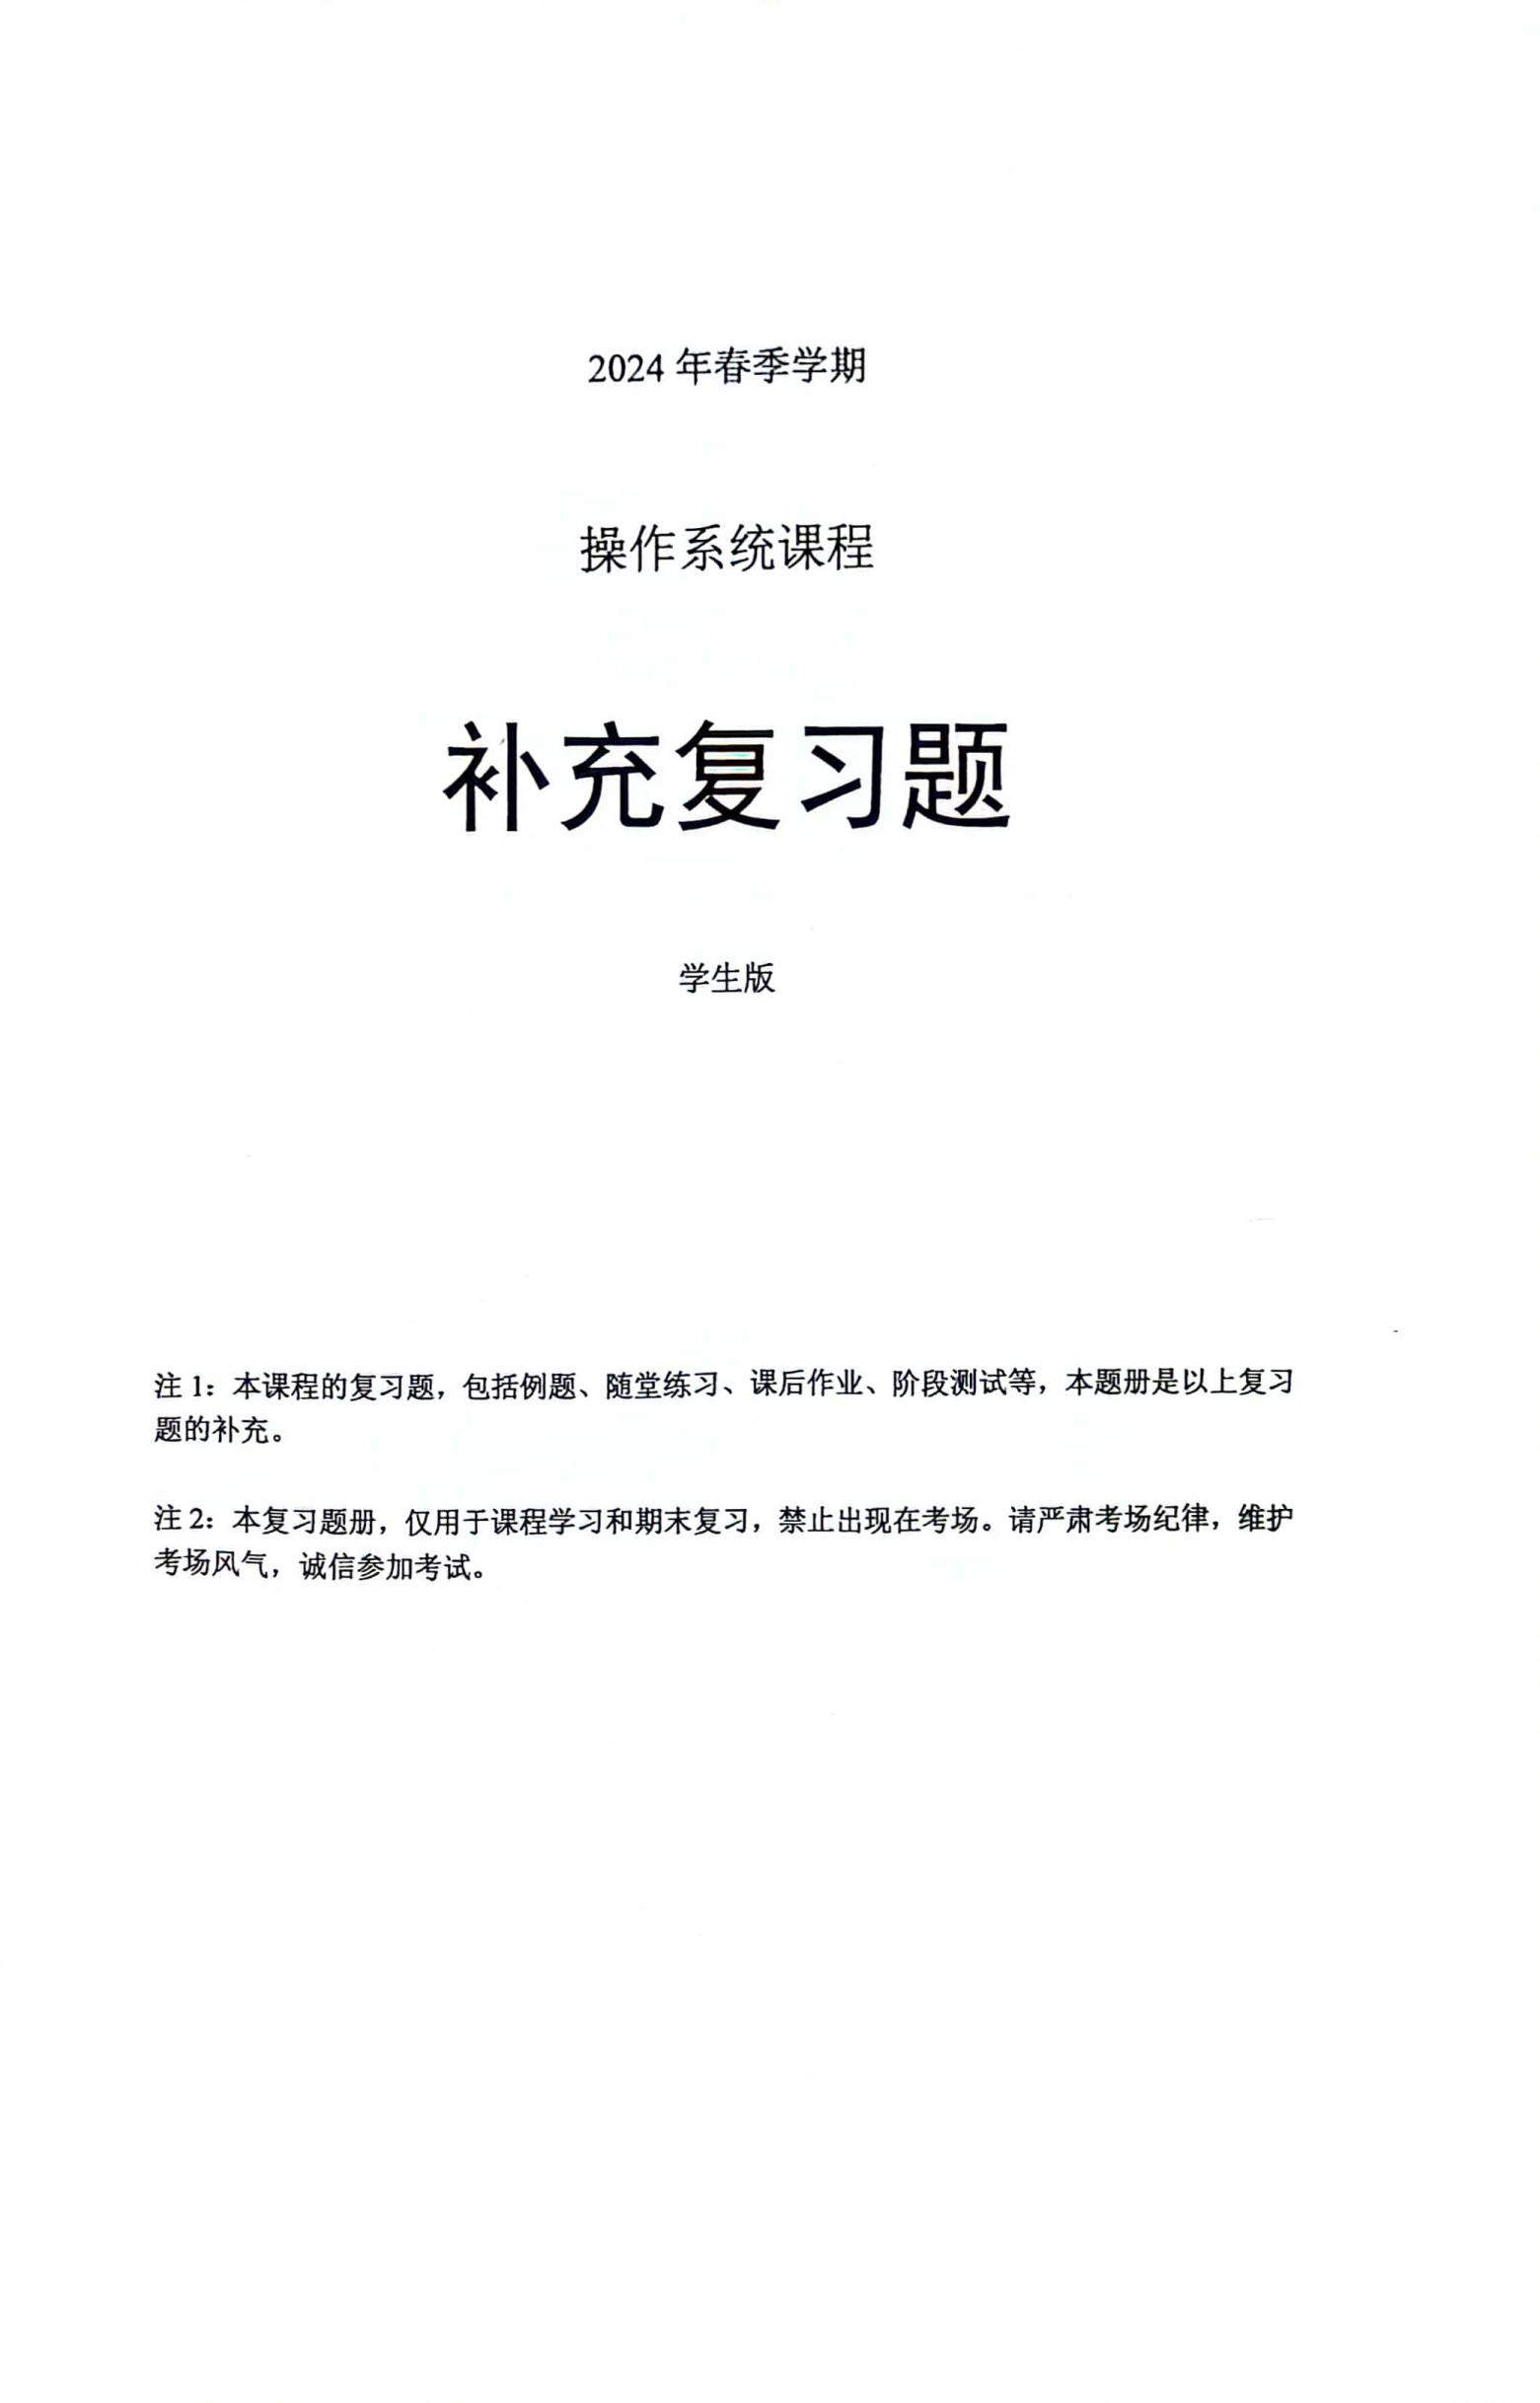 2024 年春季学期
操作系统课程
补充复习题
学生版
注 1：本课程的复习题，包括例题、随堂练习、课后作业、阶段测试等，本题册是以上复习
题的补充。
注 2：本复习题册，仅用于课程学习和期末复习，禁止出现在考场。请严肃考场纪律，维护
考场风气，诚信参加考试。